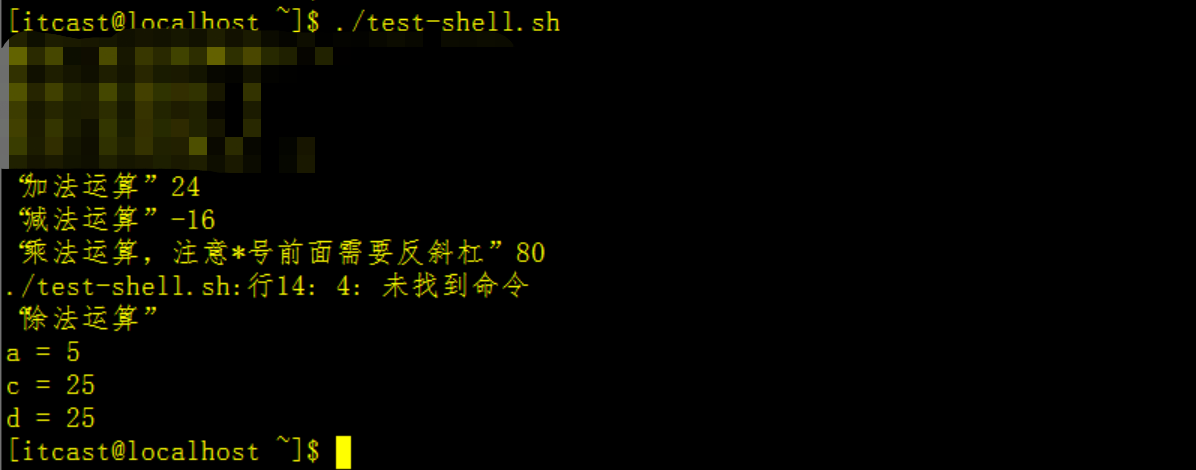 [itcast@localhost ~]$ ./test-shell.sh
“加法运算”24
“减法运算”-16
“乘法运算，注意*号前面需要反斜杠”80
./test-shell.sh:行14: 4: 未找到命令
“除法运算”
a = 5
c = 25
d = 25
[itcast@localhost ~]$